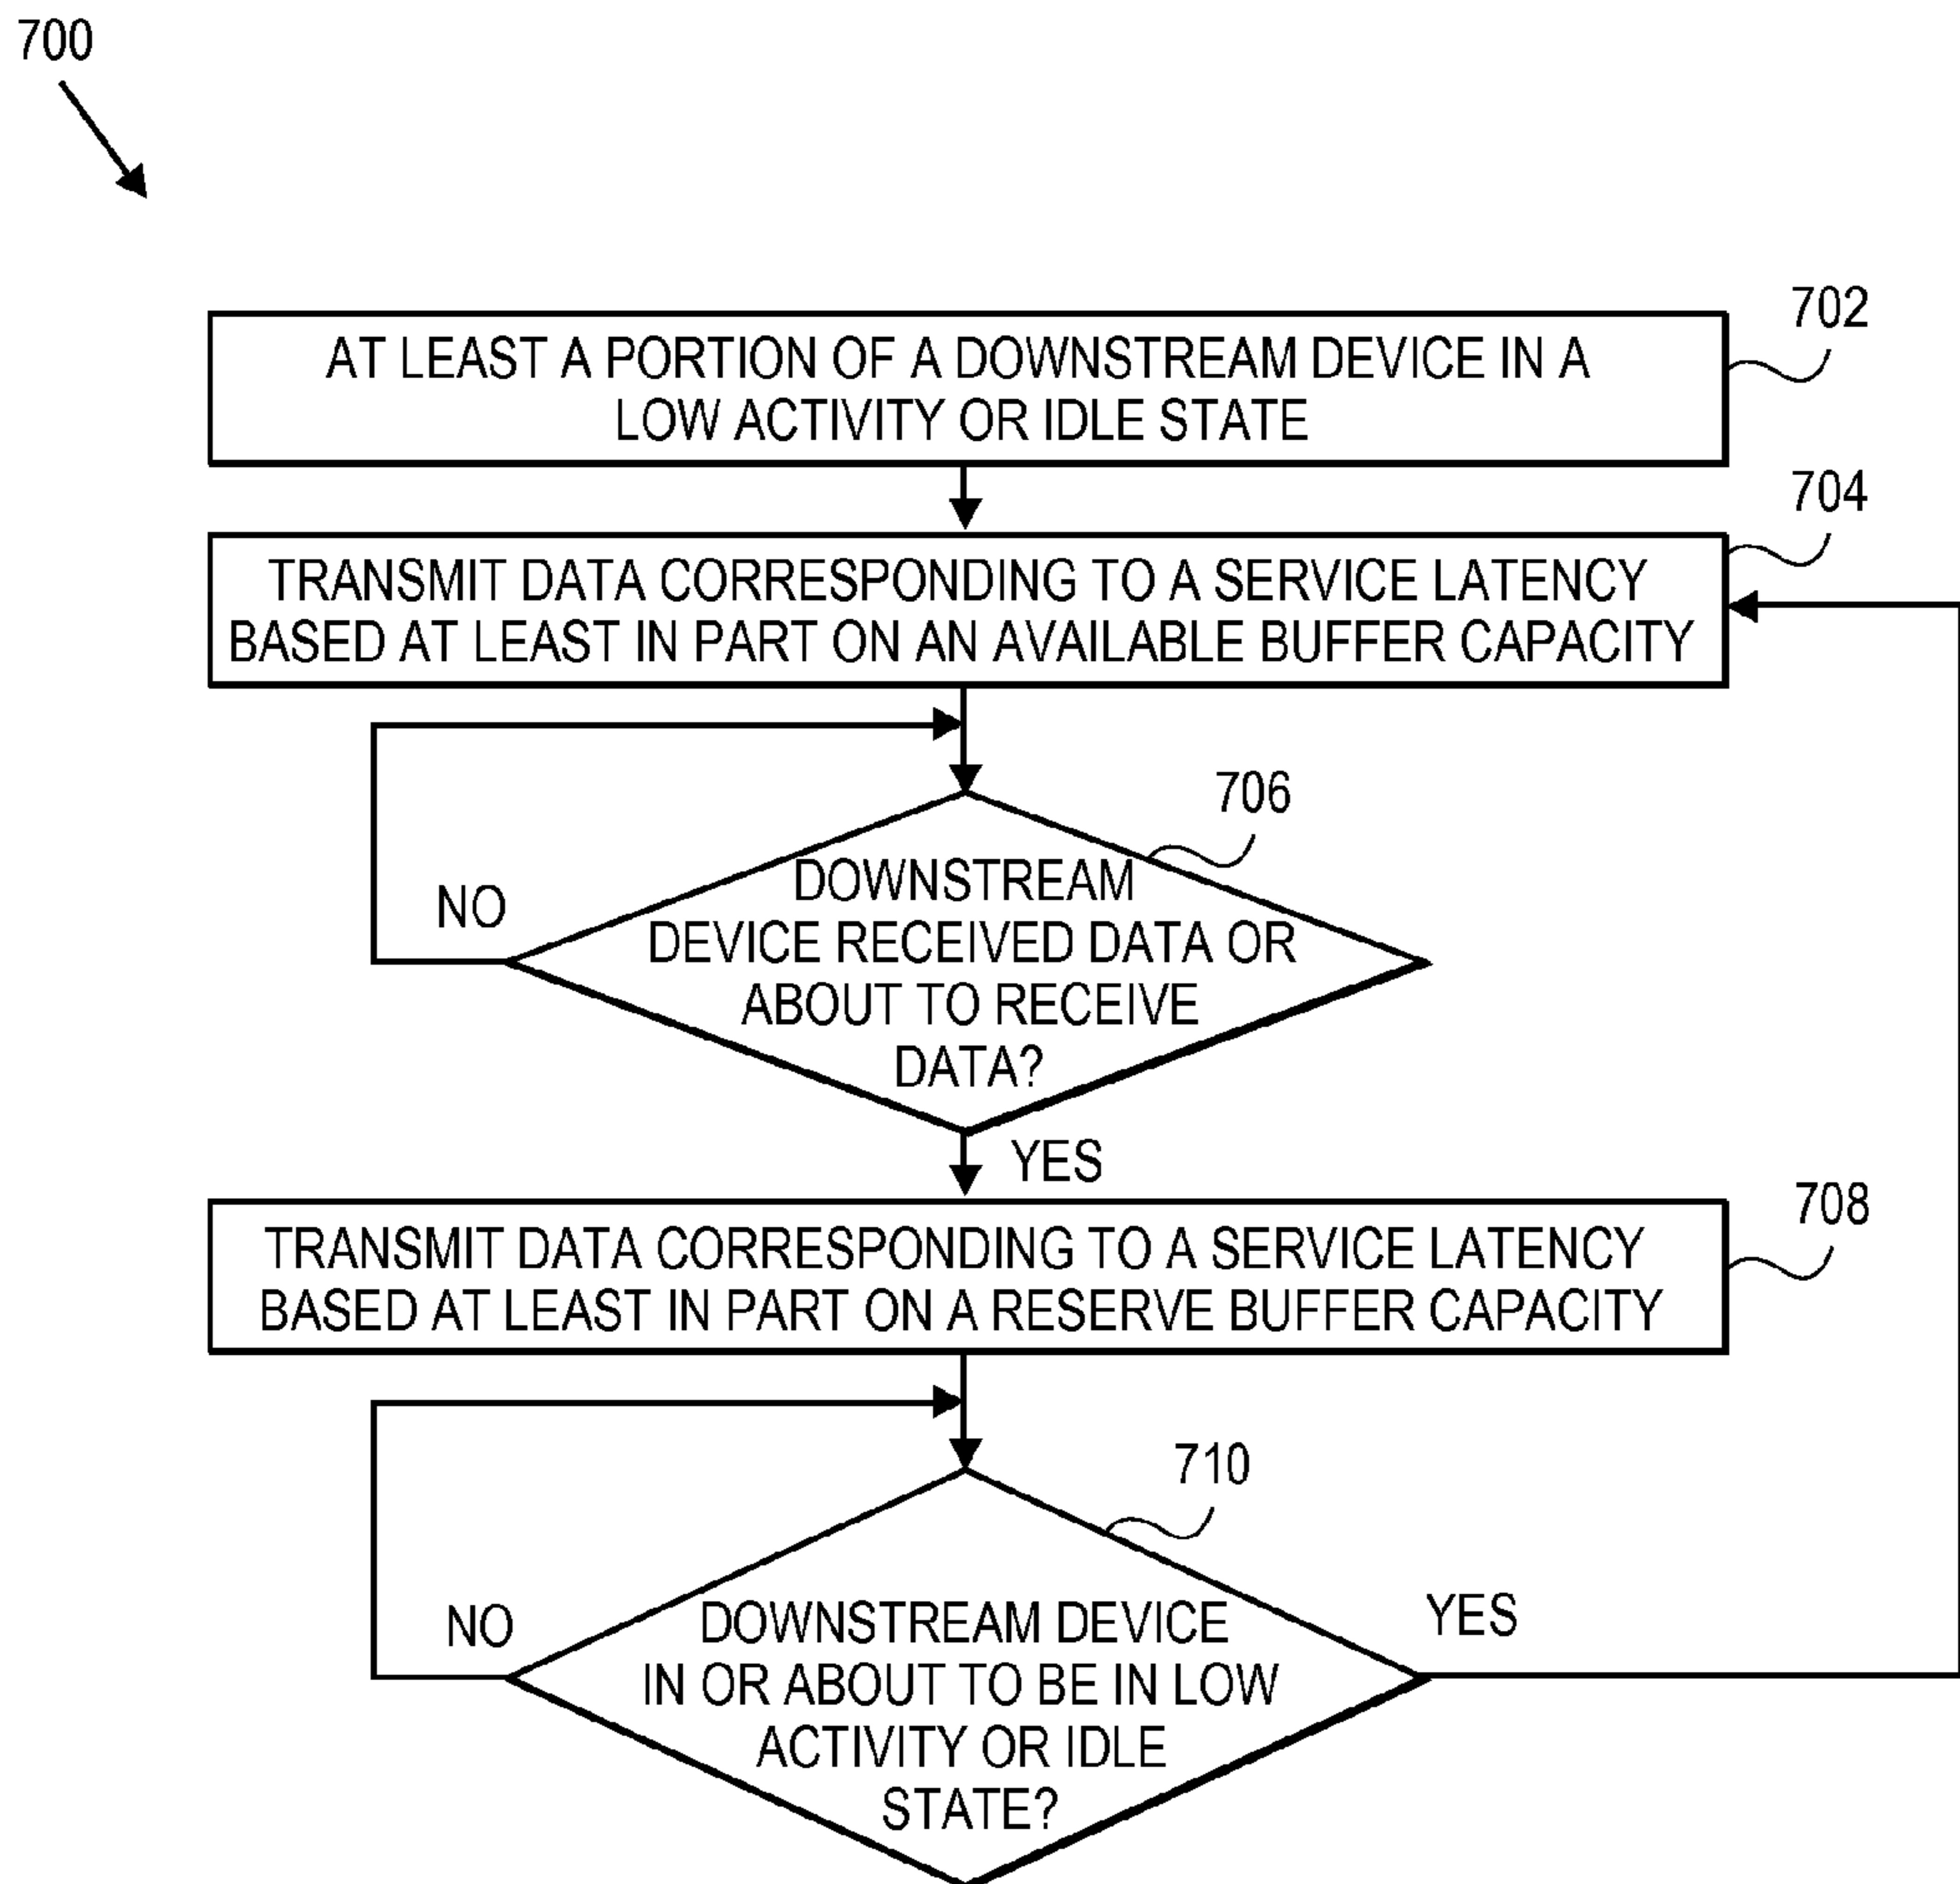 700
702
AT LEAST A PORTION OF A DOWNSTREAM DEVICE IN A
LOW ACTIVITY OR IDLE STATE
704
TRANSMIT DATA CORRESPONDING TO A SERVICE LATENCY
BASED AT LEAST IN PART ON AN AVAILABLE BUFFER CAPACITY
706
NO
DOWNSTREAM
DEVICE RECEIVED DATA OR
ABOUT TO RECEIVE
DATA?
YES
708
TRANSMIT DATA CORRESPONDING TO A SERVICE LATENCY
BASED AT LEAST IN PART ON A RESERVE BUFFER CAPACITY
710
NO
DOWNSTREAM DEVICE
IN OR ABOUT TO BE IN LOW
ACTIVITY OR IDLE
STATE?
YES